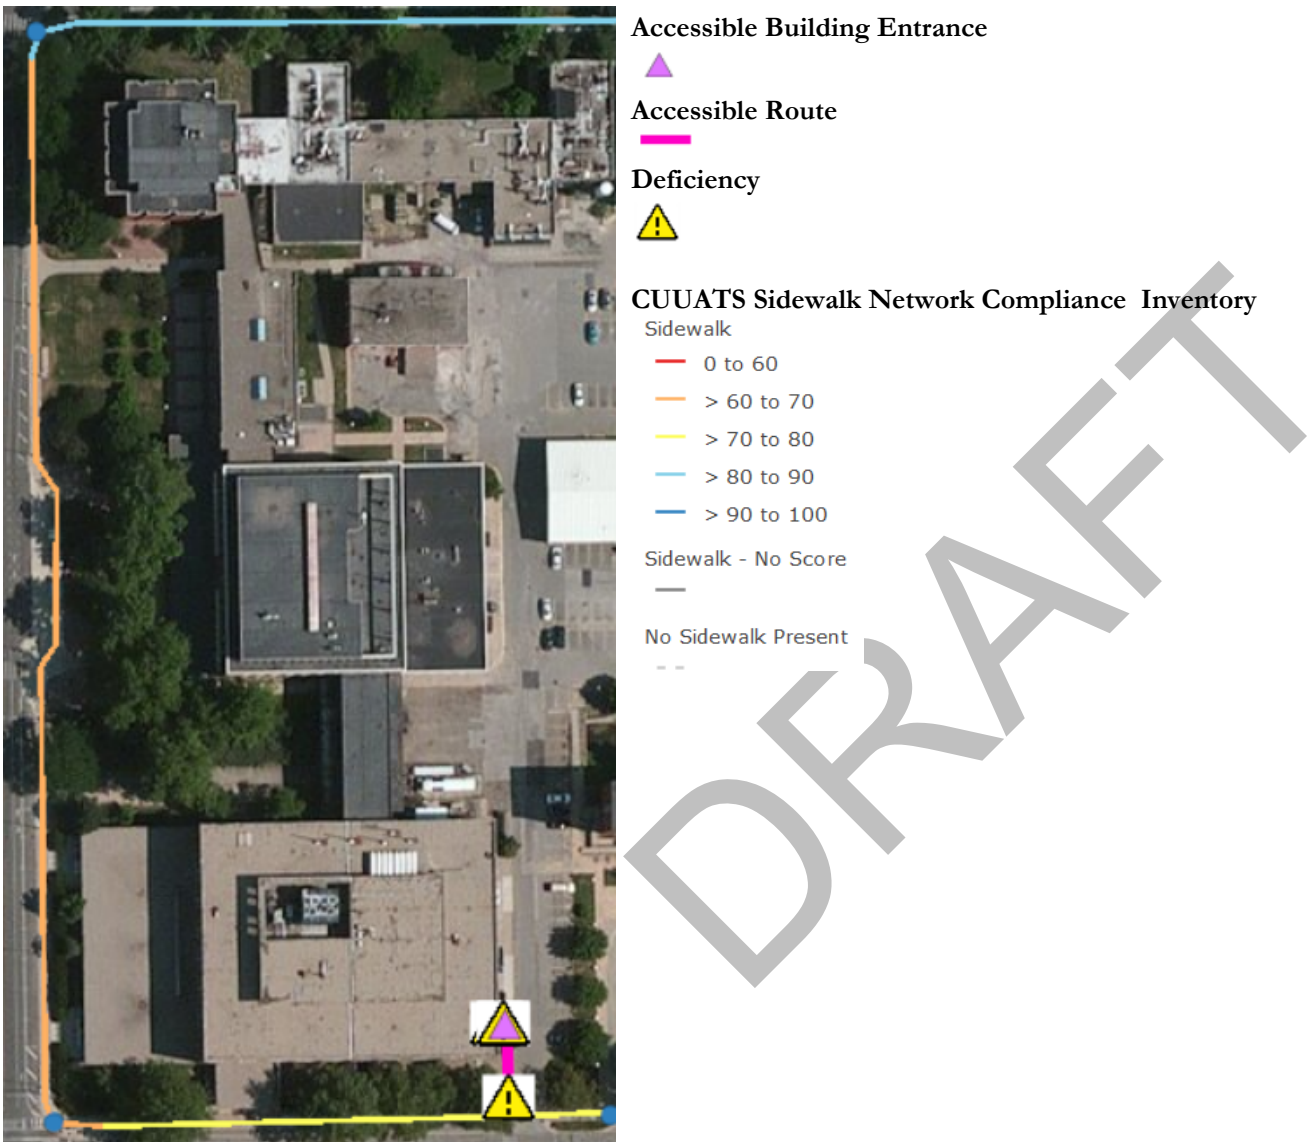 Accessible Building Entrance
Accessible Route
Deficiency
CUUATS Sidewalk Network Compliance Inventory
Sidewalk
0 to 60
> 60 to 70
> 70 to 80
> 80 to 90
> 90 to 100
Sidewalk - No Score
No Sidewalk Present
DRAFT